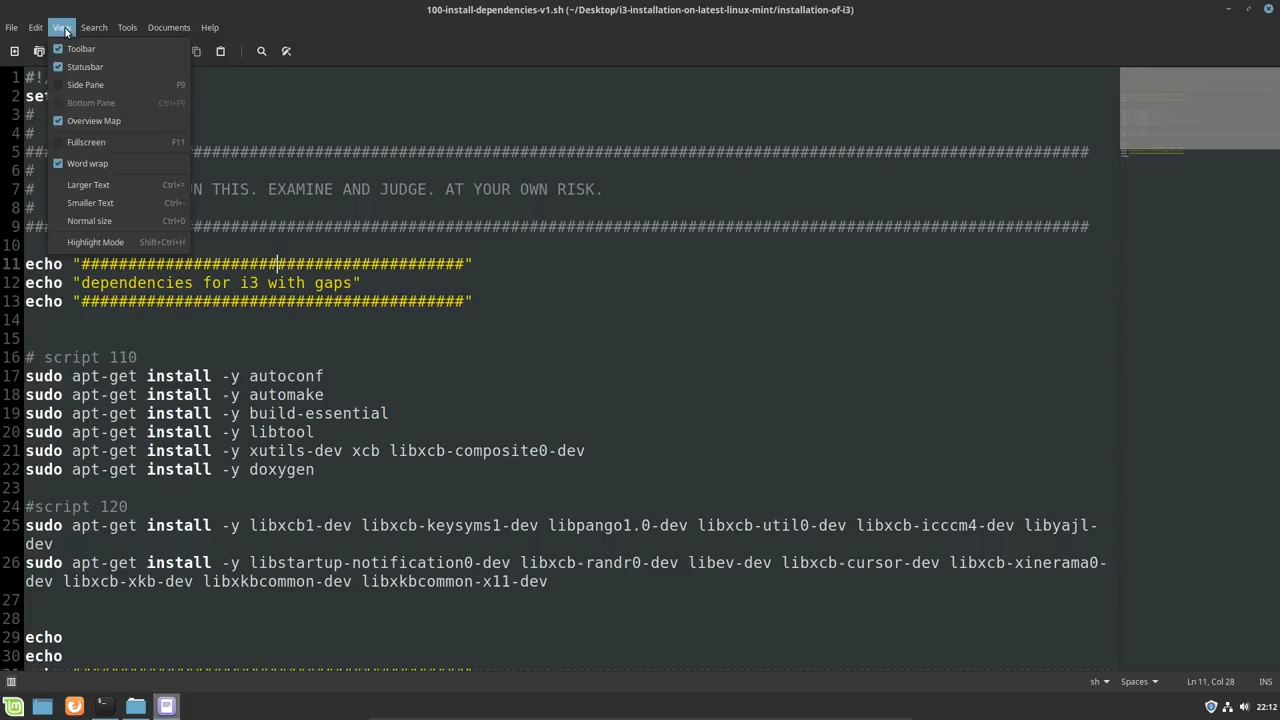 100-install-dependencies-v1.sh (~/Desktop/i3-installation-on-latest-linux-mint/installation-of-i3)
File Edit View Search Tools Documents Help
Toolbar
Statusbar
Side Pane F9
Bottom Pane Ctrl+F9
Overview Map
Fullscreen F11
Word wrap
Larger Text Ctrl+=
Smaller Text Ctrl+-
Normal size Ctrl+0
Highlight Mode Shift+Ctrl+H
1 #!
2 set
3 #
4 #
5 ##################################################################################################
6 #
7 # N THIS. EXAMINE AND JUDGE. AT YOUR OWN RISK.
8 #
9 ##################################################################################################
10
11 echo "#########################################"
12 echo "dependencies for i3 with gaps"
13 echo "#########################################"
14
15
16 # script 110
17 sudo apt-get install -y autoconf
18 sudo apt-get install -y automake
19 sudo apt-get install -y build-essential
20 sudo apt-get install -y libtool
21 sudo apt-get install -y xutils-dev xcb libxcb-composite0-dev
22 sudo apt-get install -y doxygen
23
24 #script 120
25 sudo apt-get install -y libxcb1-dev libxcb-keysyms1-dev libpango1.0-dev libxcb-util0-dev libxcb-icccm4-dev libyajl-
dev
26 sudo apt-get install -y libstartup-notification0-dev libxcb-randr0-dev libev-dev libxcb-cursor-dev libxcb-xinerama0-
dev libxcb-xkb-dev libxkbcommon-dev libxkbcommon-x11-dev
27
28
29 echo
30 echo
sh Spaces Ln 11, Col 28 INS
22:12